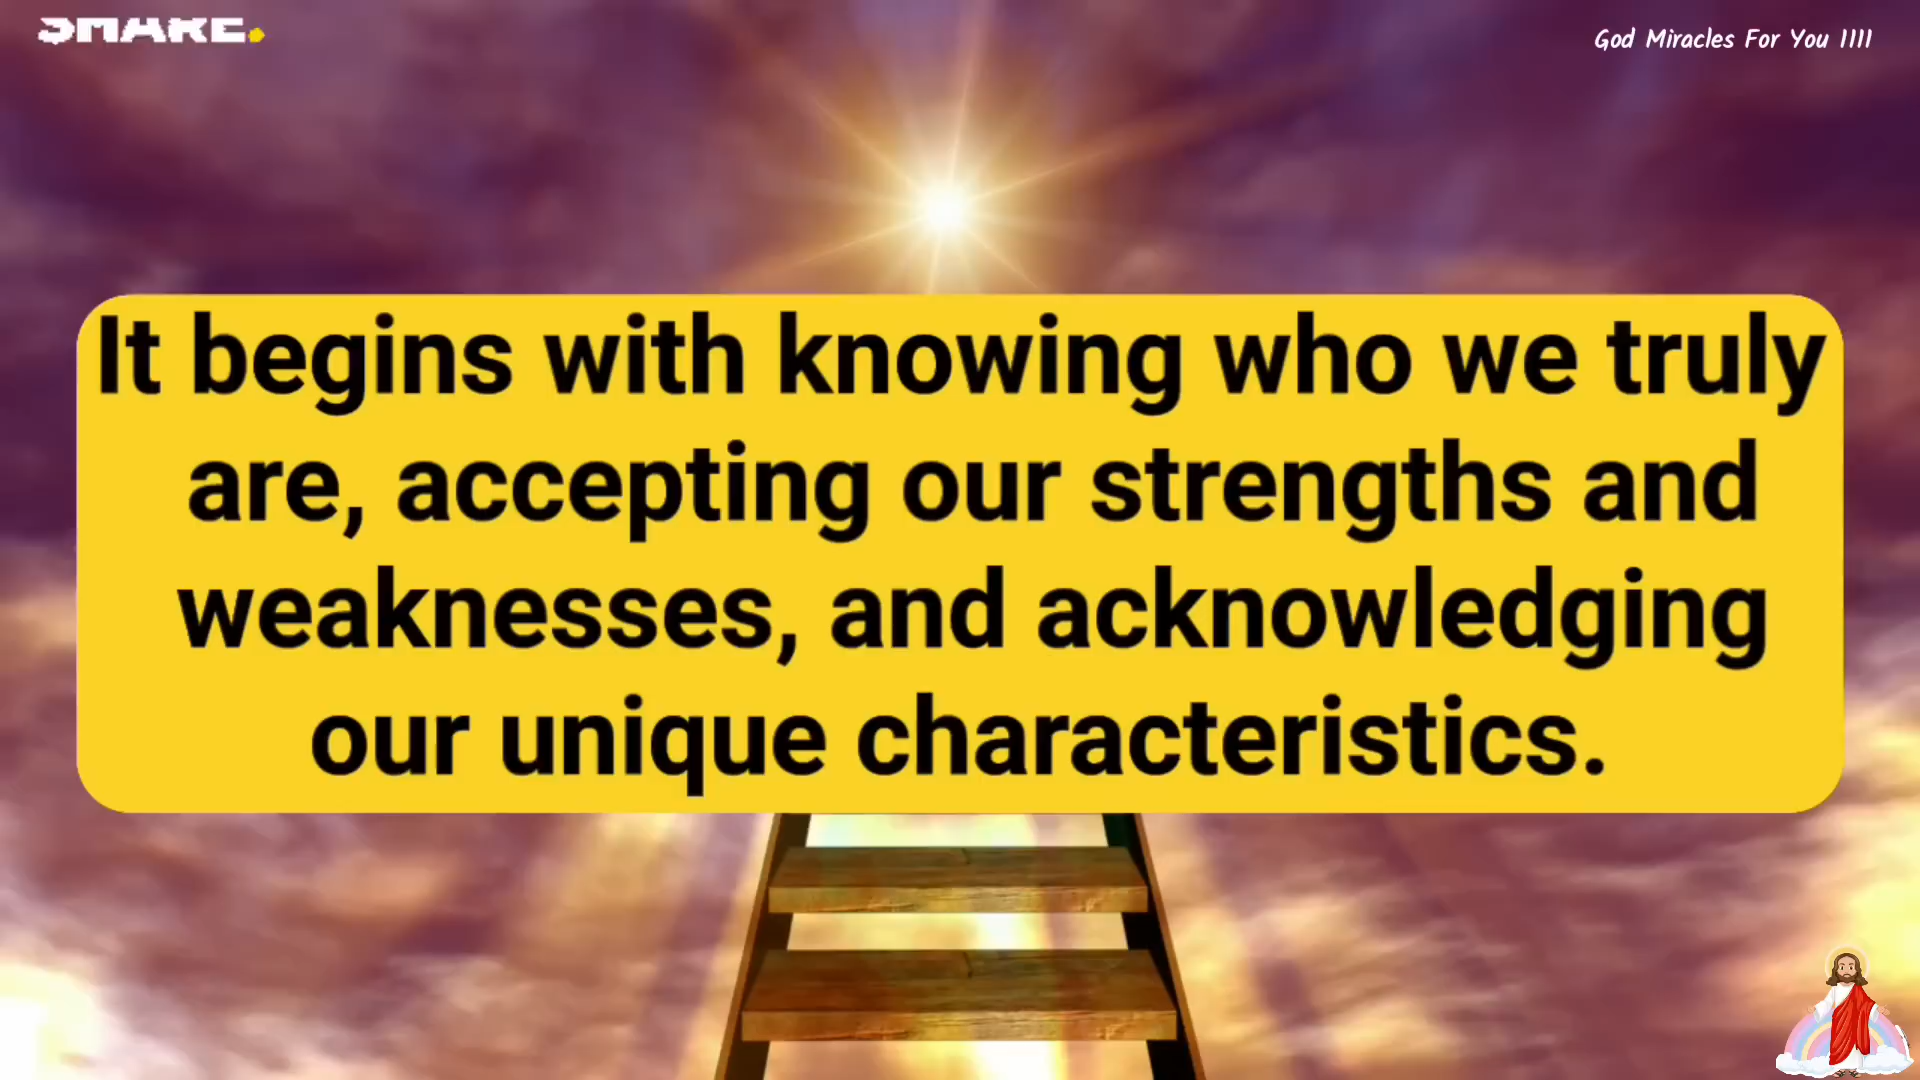 God Miracles For You 1111
It begins with knowing who we truly
are, accepting our strengths and
weaknesses, and acknowledging
our unique characteristics.